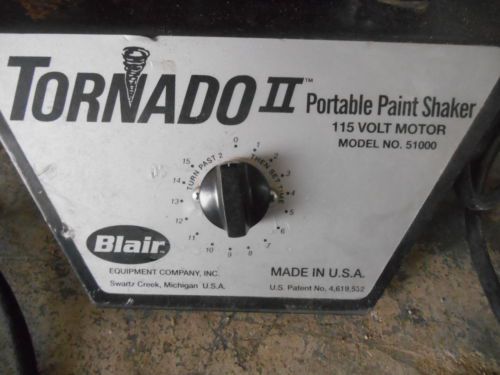 TORNADO II™ Portable Paint Shaker
115 VOLT MOTOR
MODEL NO. 51000
0 1 2 3 4 5 6 7 8 9 10 11 12 13 14 15
TURN PAST 2 THEN SET TIME
Blair™
EQUIPMENT COMPANY, INC.
Swartz Creek, Michigan U.S.A.
MADE IN U.S.A.
U.S. Patent No. 4,619,532